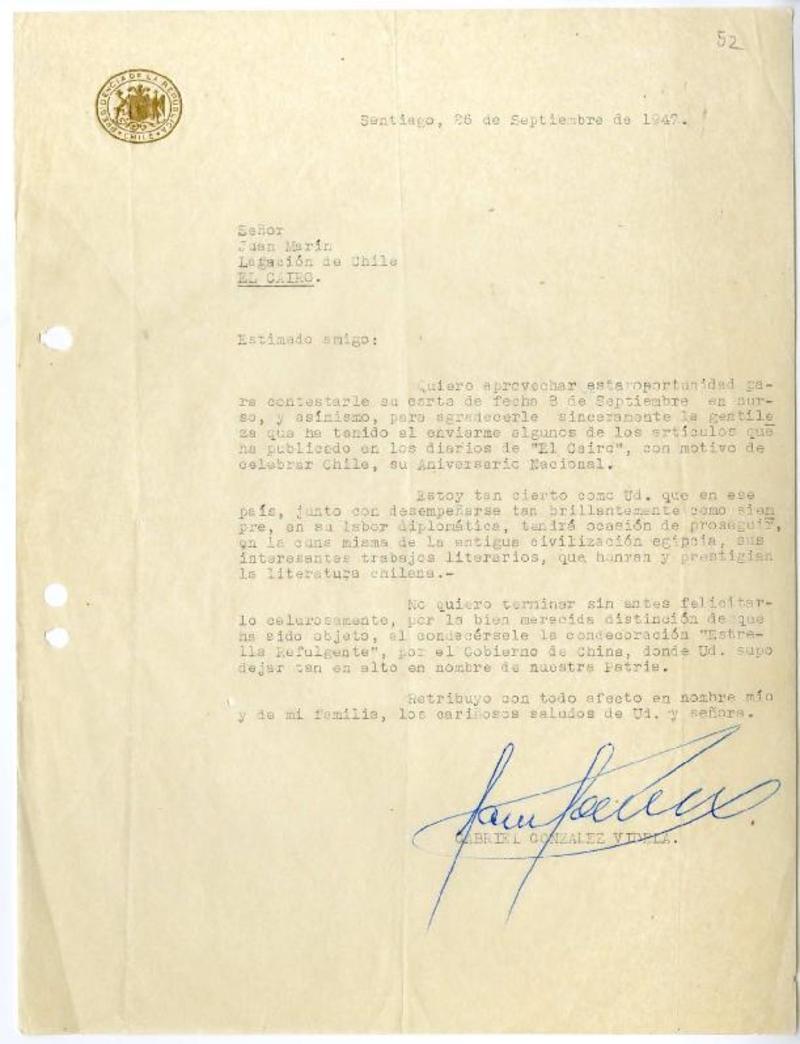 52
PRESIDENCIA DE LA REPUBLICA
CHILE
Santiago, 26 de Septiembre de 1947.
Señor
Juan Marín
Legación de Chile
EL CAIRO.
Estimado amigo:
Quiero aprovechar esta oportunidad pa-
ra contestarle su carta de fecha 8 de Septiembre en cur-
so, y asínismo, para agradecerle sinceramente la gentile
za que ha tenido al enviarme algunos de los artículos que
ha publicado en los diarios de "El Cairo", con motivo de
celebrar Chile, su Aniversario Nacional.
Estoy tan cierto como Ud. que en ese
país, junto con desempeñarse tan brillantemente como siem
pre, en su labor diplomática, tendrá ocasión de proseguir,
en la cuna misma de la antigua civilización egipcia, sus
interesantes trabajos literarios, que honran y prestigian
la literatura chilena.-
No quiero terminar sin antes felicitar-
lo calurosamente, por la bien merecida distinción de que
ha sido objeto, al condecérsele la condecoración "Estre-
lla Refulgente", por el Gobierno de China, donde Ud. supo
dejar tan en alto en nombre de nuestra Patria.
Retribuyo con todo afecto en nombre mío
y de mi familia, los cariñosos saludos de Ud. y señora.
GABRIEL GONZALEZ VIDELA.